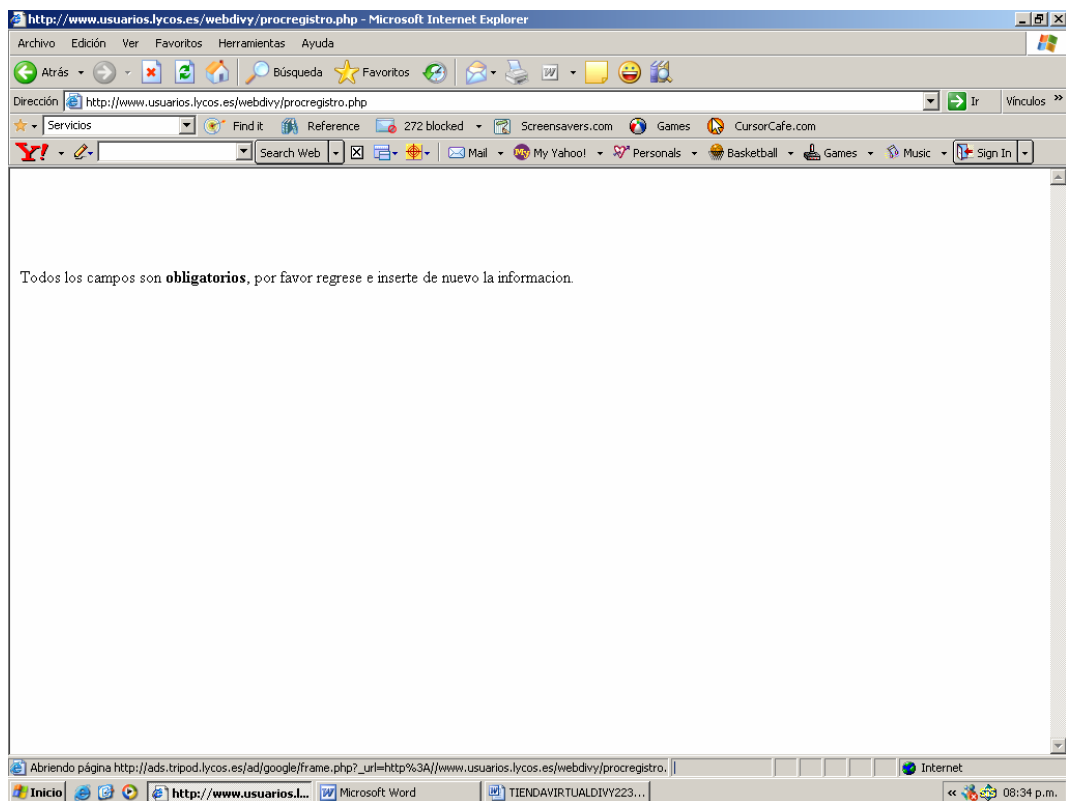 http://www.usuarios.lycos.es/webdivy/procregistro.php - Microsoft Internet Explorer
Archivo Edición Ver Favoritos Herramientas Ayuda
Atrás Búsqueda Favoritos
Dirección http://www.usuarios.lycos.es/webdivy/procregistro.php Ir Vínculos »
Servicios Find it Reference 272 blocked Screensavers.com Games CursorCafe.com
Y! Search Web Mail My Yahoo! Personals Basketball Games Music Sign In
Todos los campos son obligatorios, por favor regrese e inserte de nuevo la informacion.
Abriendo página http://ads.tripod.lycos.es/ad/google/frame.php?_url=http%3A//www.usuarios.lycos.es/webdivy/procregistro. Internet
Inicio http://www.usuarios.l... Microsoft Word TIENDAVIRTUALDIVY223... « 08:34 p.m.